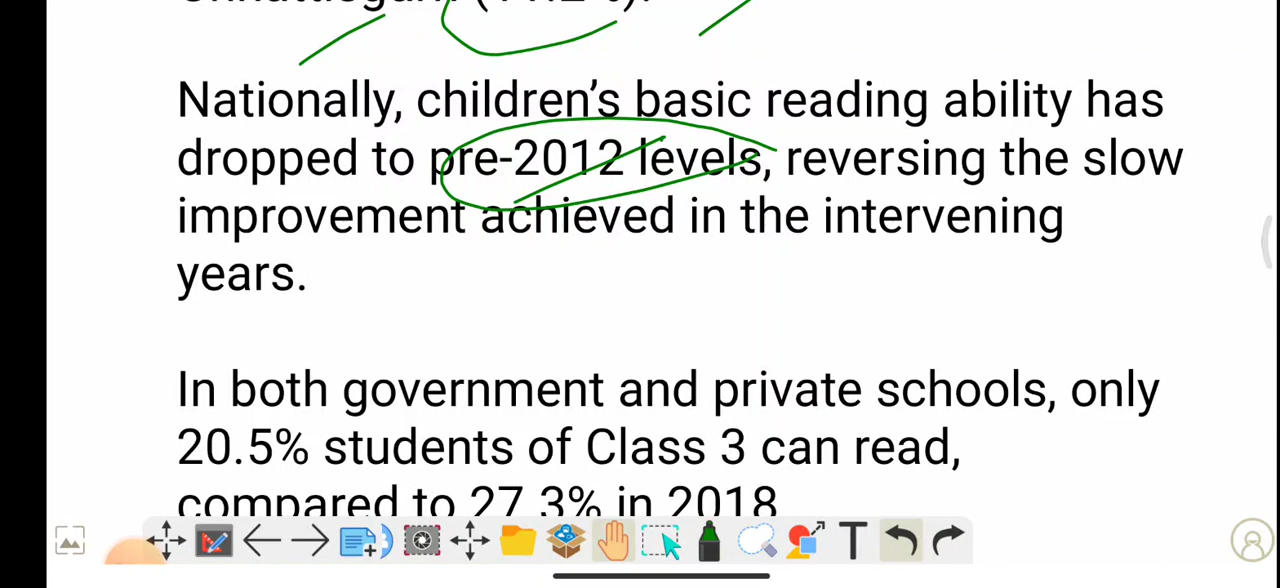 Nationally, children's basic reading ability has
dropped to pre-2012 levels, reversing the slow
improvement achieved in the intervening
years.
In both government and private schools, only
20.5% students of Class 3 can read,
compared to 27.3% in 2018
T